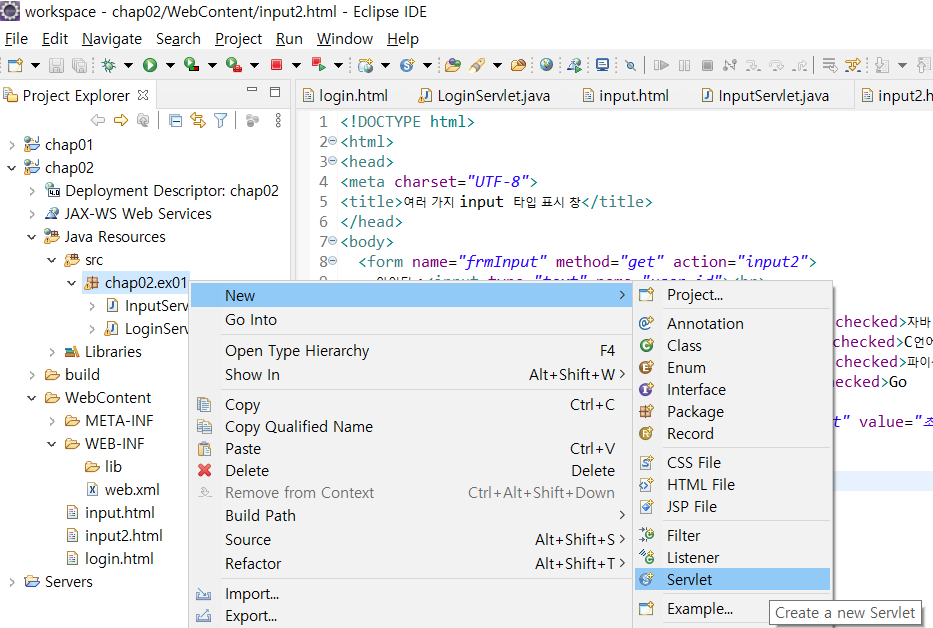 workspace - chap02/WebContent/input2.html - Eclipse IDE
File Edit Navigate Search Project Run Window Help
Project Explorer
login.html LoginServlet.java input.html InputServlet.java input2.h
chap01
chap02
Deployment Descriptor: chap02
JAX-WS Web Services
Java Resources
src
chap02.ex01
InputServ
LoginServ
Libraries
build
WebContent
META-INF
WEB-INF
lib
web.xml
input.html
input2.html
login.html
Servers
1 <!DOCTYPE html>
2 <html>
3 <head>
4 <meta charset="UTF-8">
5 <title>여러 가지 input 타입 표시 창</title>
6 </head>
7 <body>
8 <form name="frmInput" method="get" action="input2">
checked>자바
checked>C언어
checked>파이
ecked>Go
t" value="조
New
Go Into
Open Type Hierarchy F4
Show In Alt+Shift+W
Copy Ctrl+C
Copy Qualified Name
Paste Ctrl+V
Delete Delete
Remove from Context Ctrl+Alt+Shift+Down
Build Path
Source Alt+Shift+S
Refactor Alt+Shift+T
Import...
Export...
Project...
Annotation
Class
Enum
Interface
Package
Record
CSS File
HTML File
JSP File
Filter
Listener
Servlet
Example...
Create a new Servlet